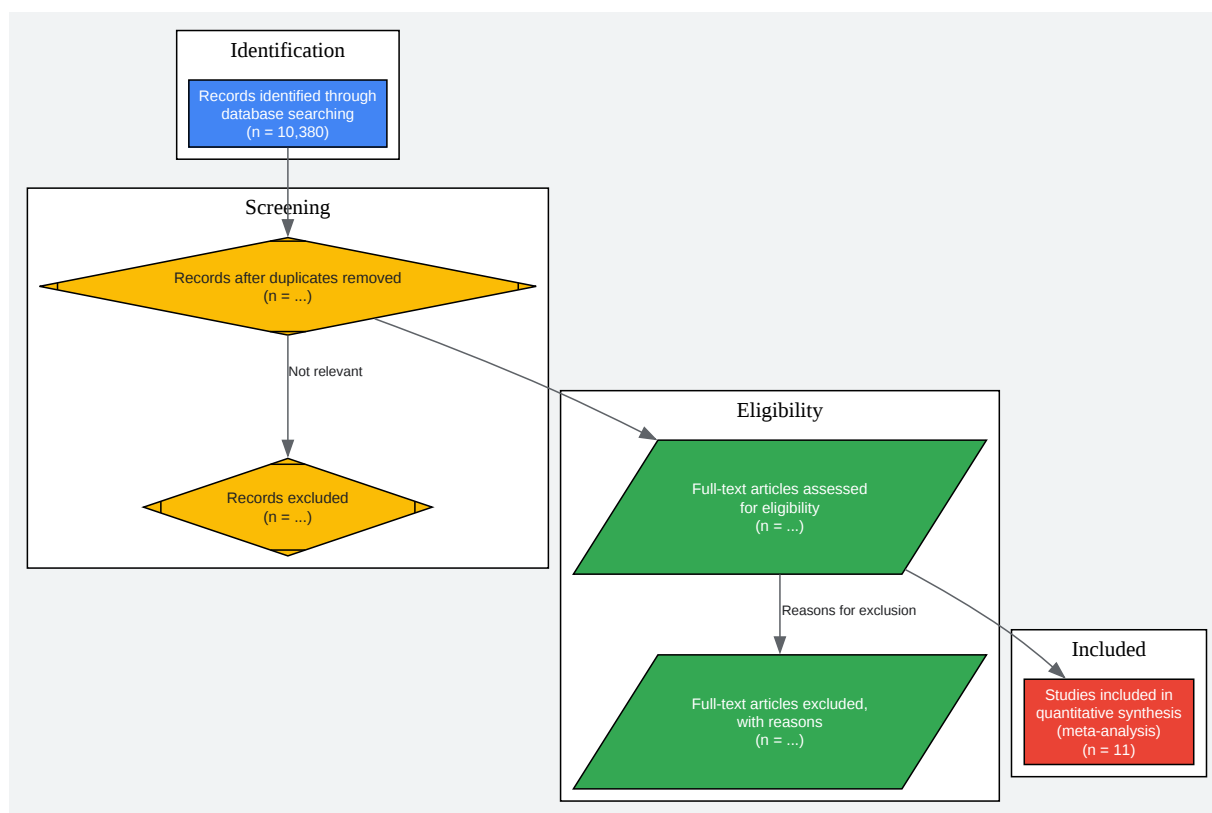 Identification
Records identified through
database searching
(n = 10,380)
Screening
Records after duplicates removed
(n = ...)
Not relevant
Records excluded
(n = ...)
Eligibility
Full-text articles assessed
for eligibility
(n = ...)
Reasons for exclusion
Full-text articles excluded,
with reasons
(n = ...)
Included
Studies included in
quantitative synthesis
(meta-analysis)
(n = 11)